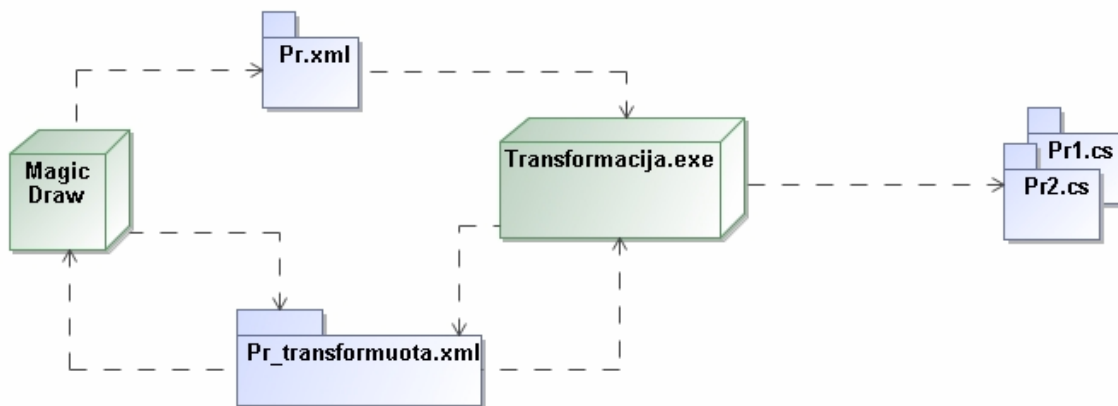 Pr.xml
Magic
Draw
Transformacija.exe
Pr1.cs
Pr2.cs
Pr_transformuota.xml